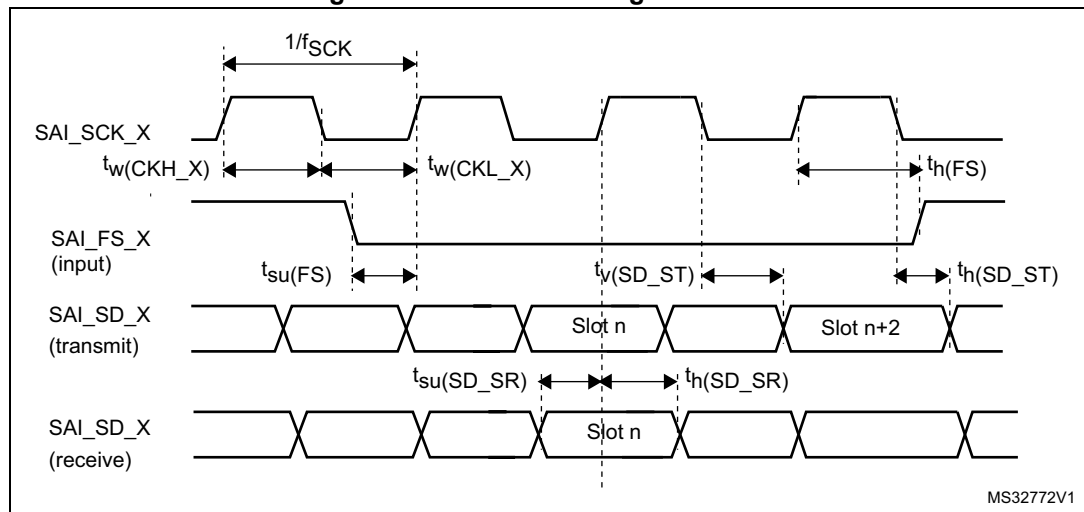 1/fSCK
SAI_SCK_X
tw(CKH_X)
tw(CKL_X)
th(FS)
SAI_FS_X
(input)
tsu(FS)
tv(SD_ST)
th(SD_ST)
SAI_SD_X
(transmit)
Slot n
Slot n+2
tsu(SD_SR)
th(SD_SR)
SAI_SD_X
(receive)
Slot n
MS32772V1